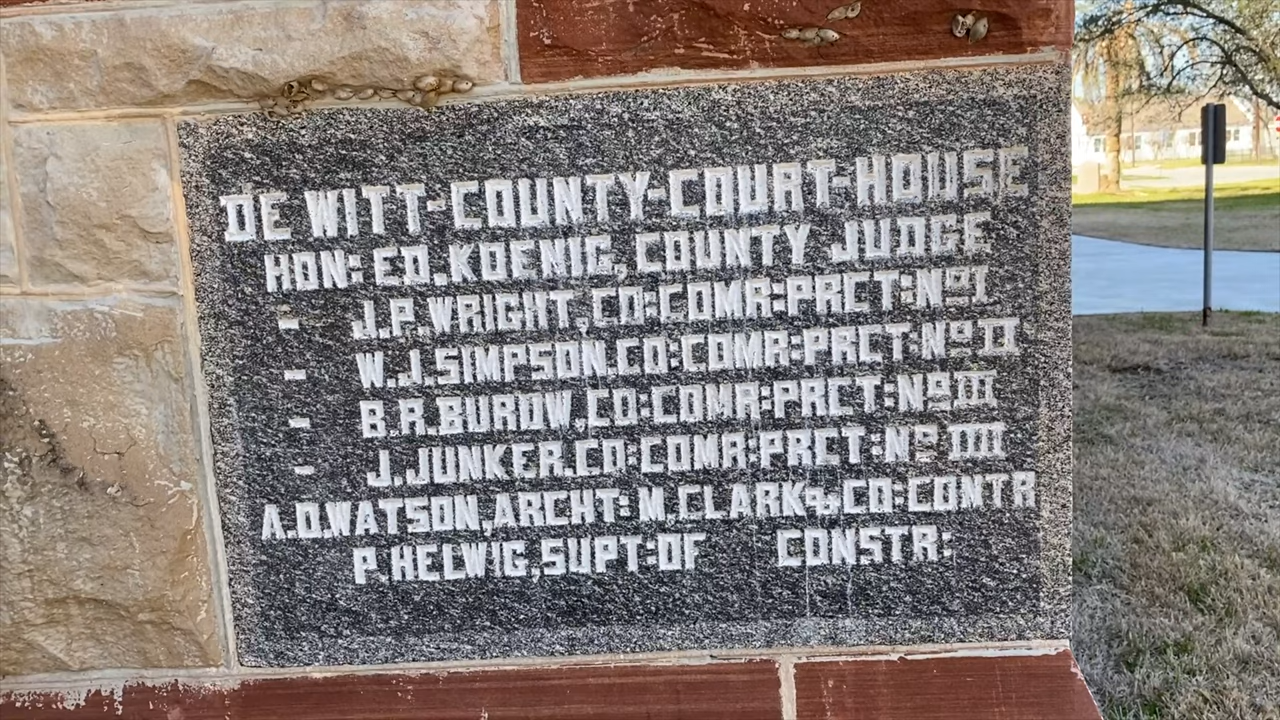 DE WITT-COUNTY-COURT-HOUSE
HON: ED. KOENIG, COUNTY JUDGE
- J.P. WRIGHT, CO: COMR: PRCT: No I
- W.J. SIMPSON, CO: COMR: PRCT: No II
- B.R. BUROW, CO: COMR: PRCT: No III
- J. JUNKER, CO: COMR: PRCT: No IIII
A.O. WATSON, ARCHT: M. CLARK & CO: CONTR
P. HELWIG, SUPT: OF CONSTR: